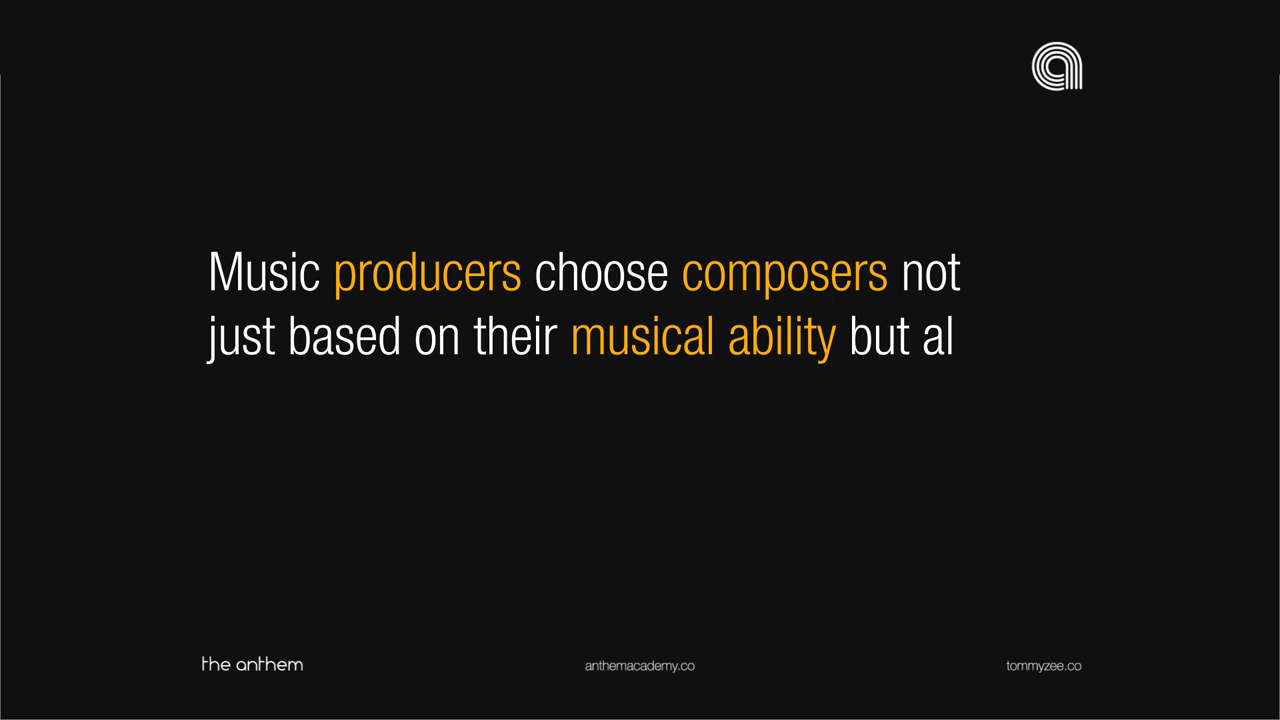 Music producers choose composers not
just based on their musical ability but al
the anthem
anthemacademy.co
tommyzee.co